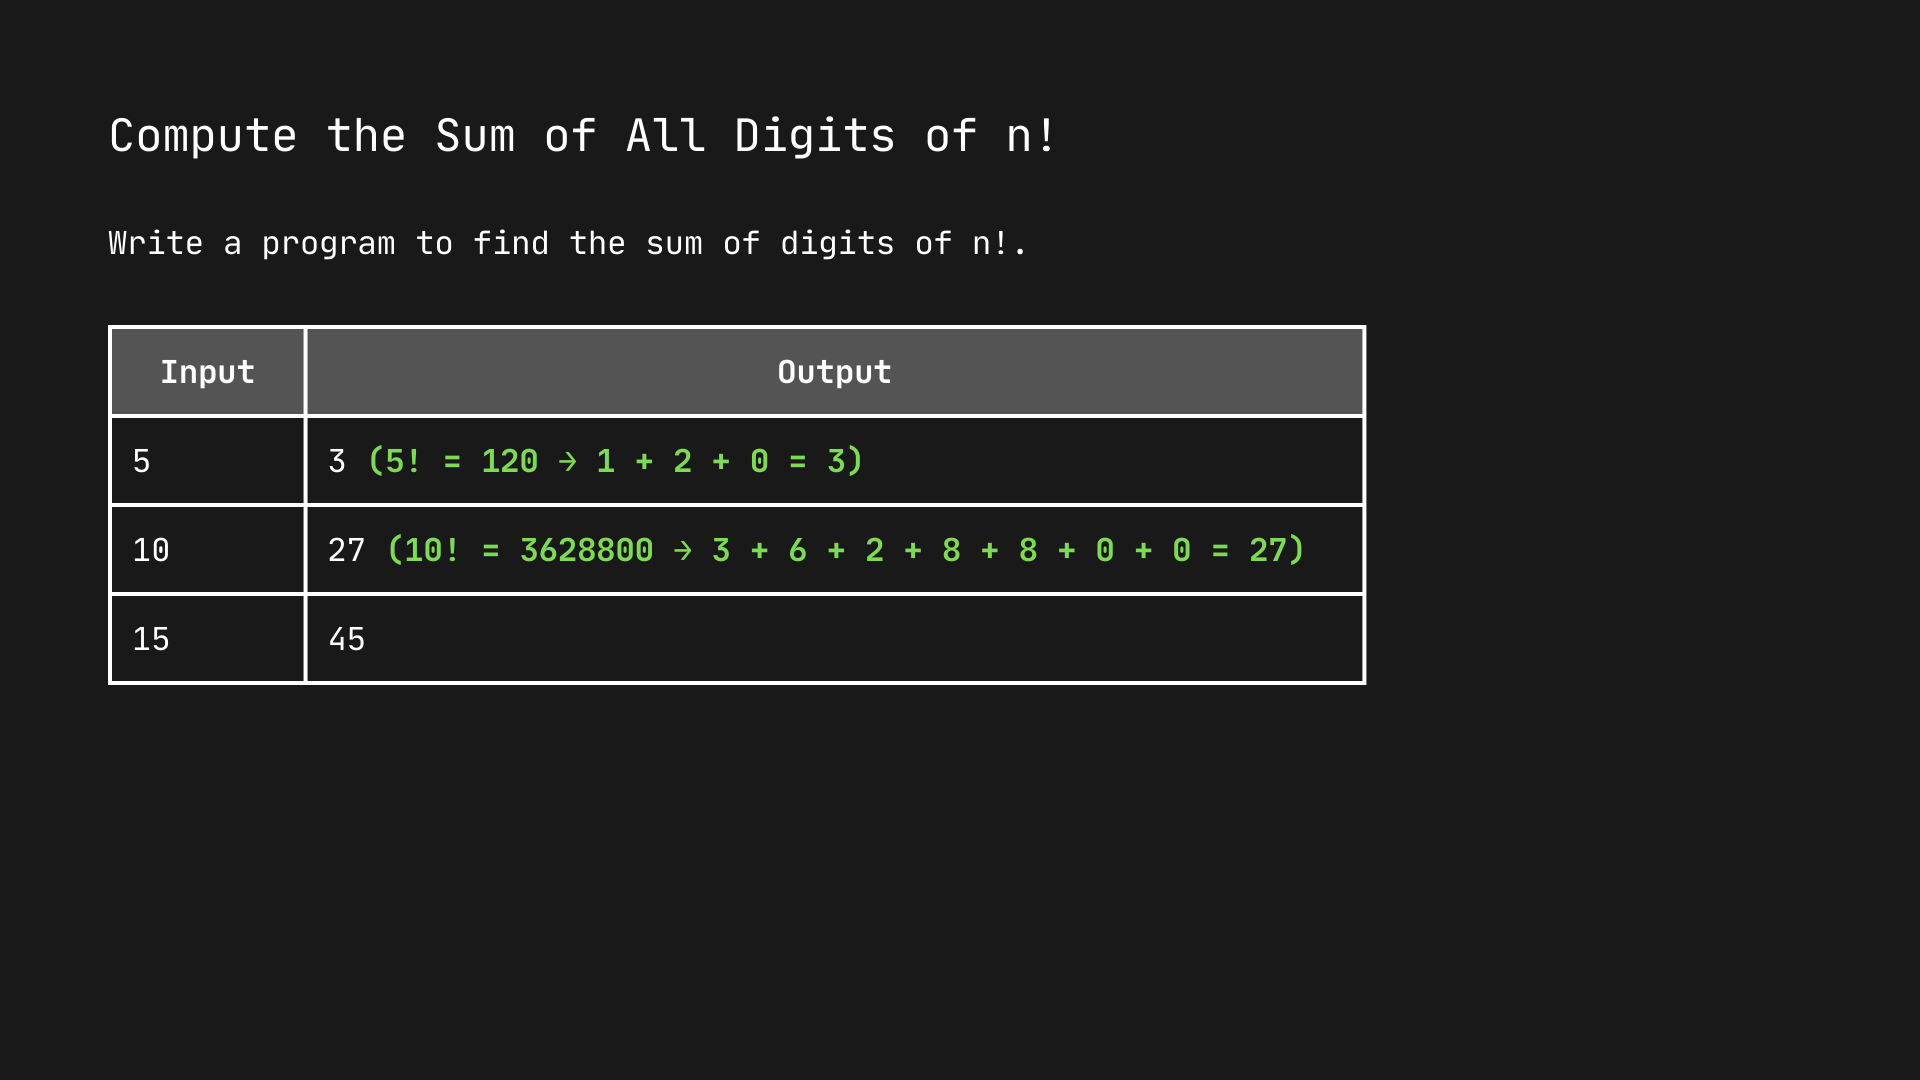 Compute the Sum of All Digits of n!
Write a program to find the sum of digits of n!.
Input Output
5 3 (5! = 120 → 1 + 2 + 0 = 3)
10 27 (10! = 3628800 → 3 + 6 + 2 + 8 + 8 + 0 + 0 = 27)
15 45